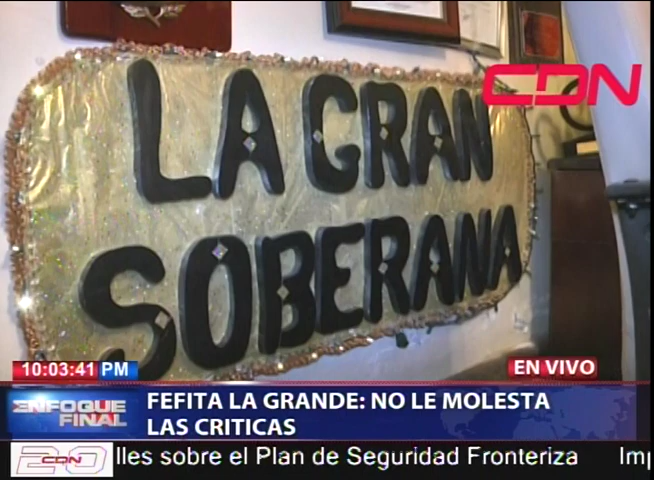 CDN
LA GRAN
SOBERANA
10:03:41 PM
EN VIVO
ENFOQUE
FINAL
FEFITA LA GRANDE: NO LE MOLESTA
LAS CRITICAS
CDN
lles sobre el Plan de Seguridad Fronteriza